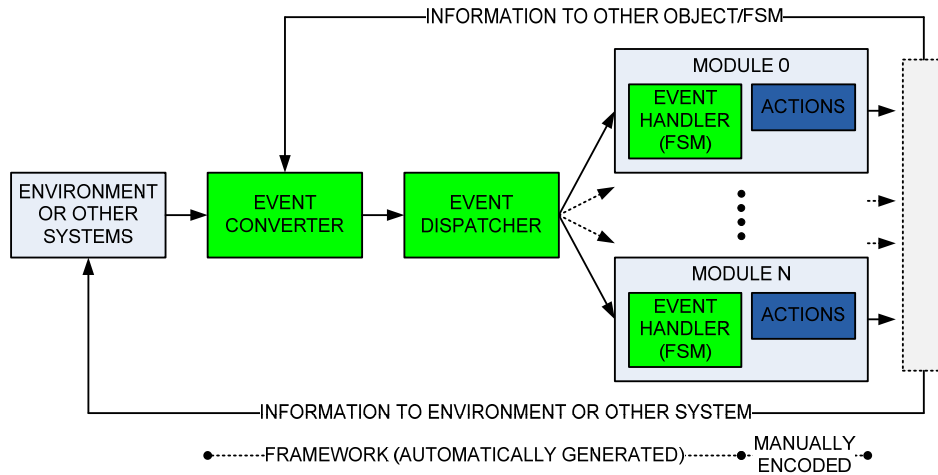 INFORMATION TO OTHER OBJECT/FSM
MODULE 0
EVENT
HANDLER
(FSM)
ACTIONS
ENVIRONMENT
OR OTHER
SYSTEMS
EVENT
CONVERTER
EVENT
DISPATCHER
MODULE N
EVENT
HANDLER
(FSM)
ACTIONS
INFORMATION TO ENVIRONMENT OR OTHER SYSTEM
FRAMEWORK (AUTOMATICALLY GENERATED)
MANUALLY
ENCODED